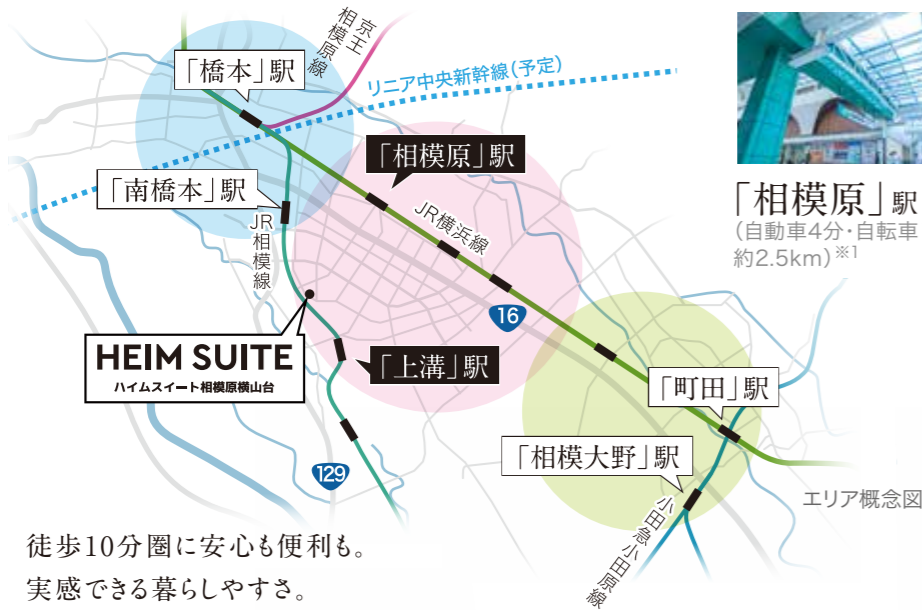 京王
相模原線
「橋本」駅
リニア中央新幹線(予定)
「相模原」駅
「南橋本」駅
JR相模線
JR横浜線
「相模原」駅
(自動車4分・自転車
約2.5km)※1
16
HEIM SUITE
ハイムスイート相模原横山台
「上溝」駅
「町田」駅
「相模大野」駅
129
小田急小田原線
エリア概念図
徒歩10分圏に安心も便利も。
実感できる暮らしやすさ。